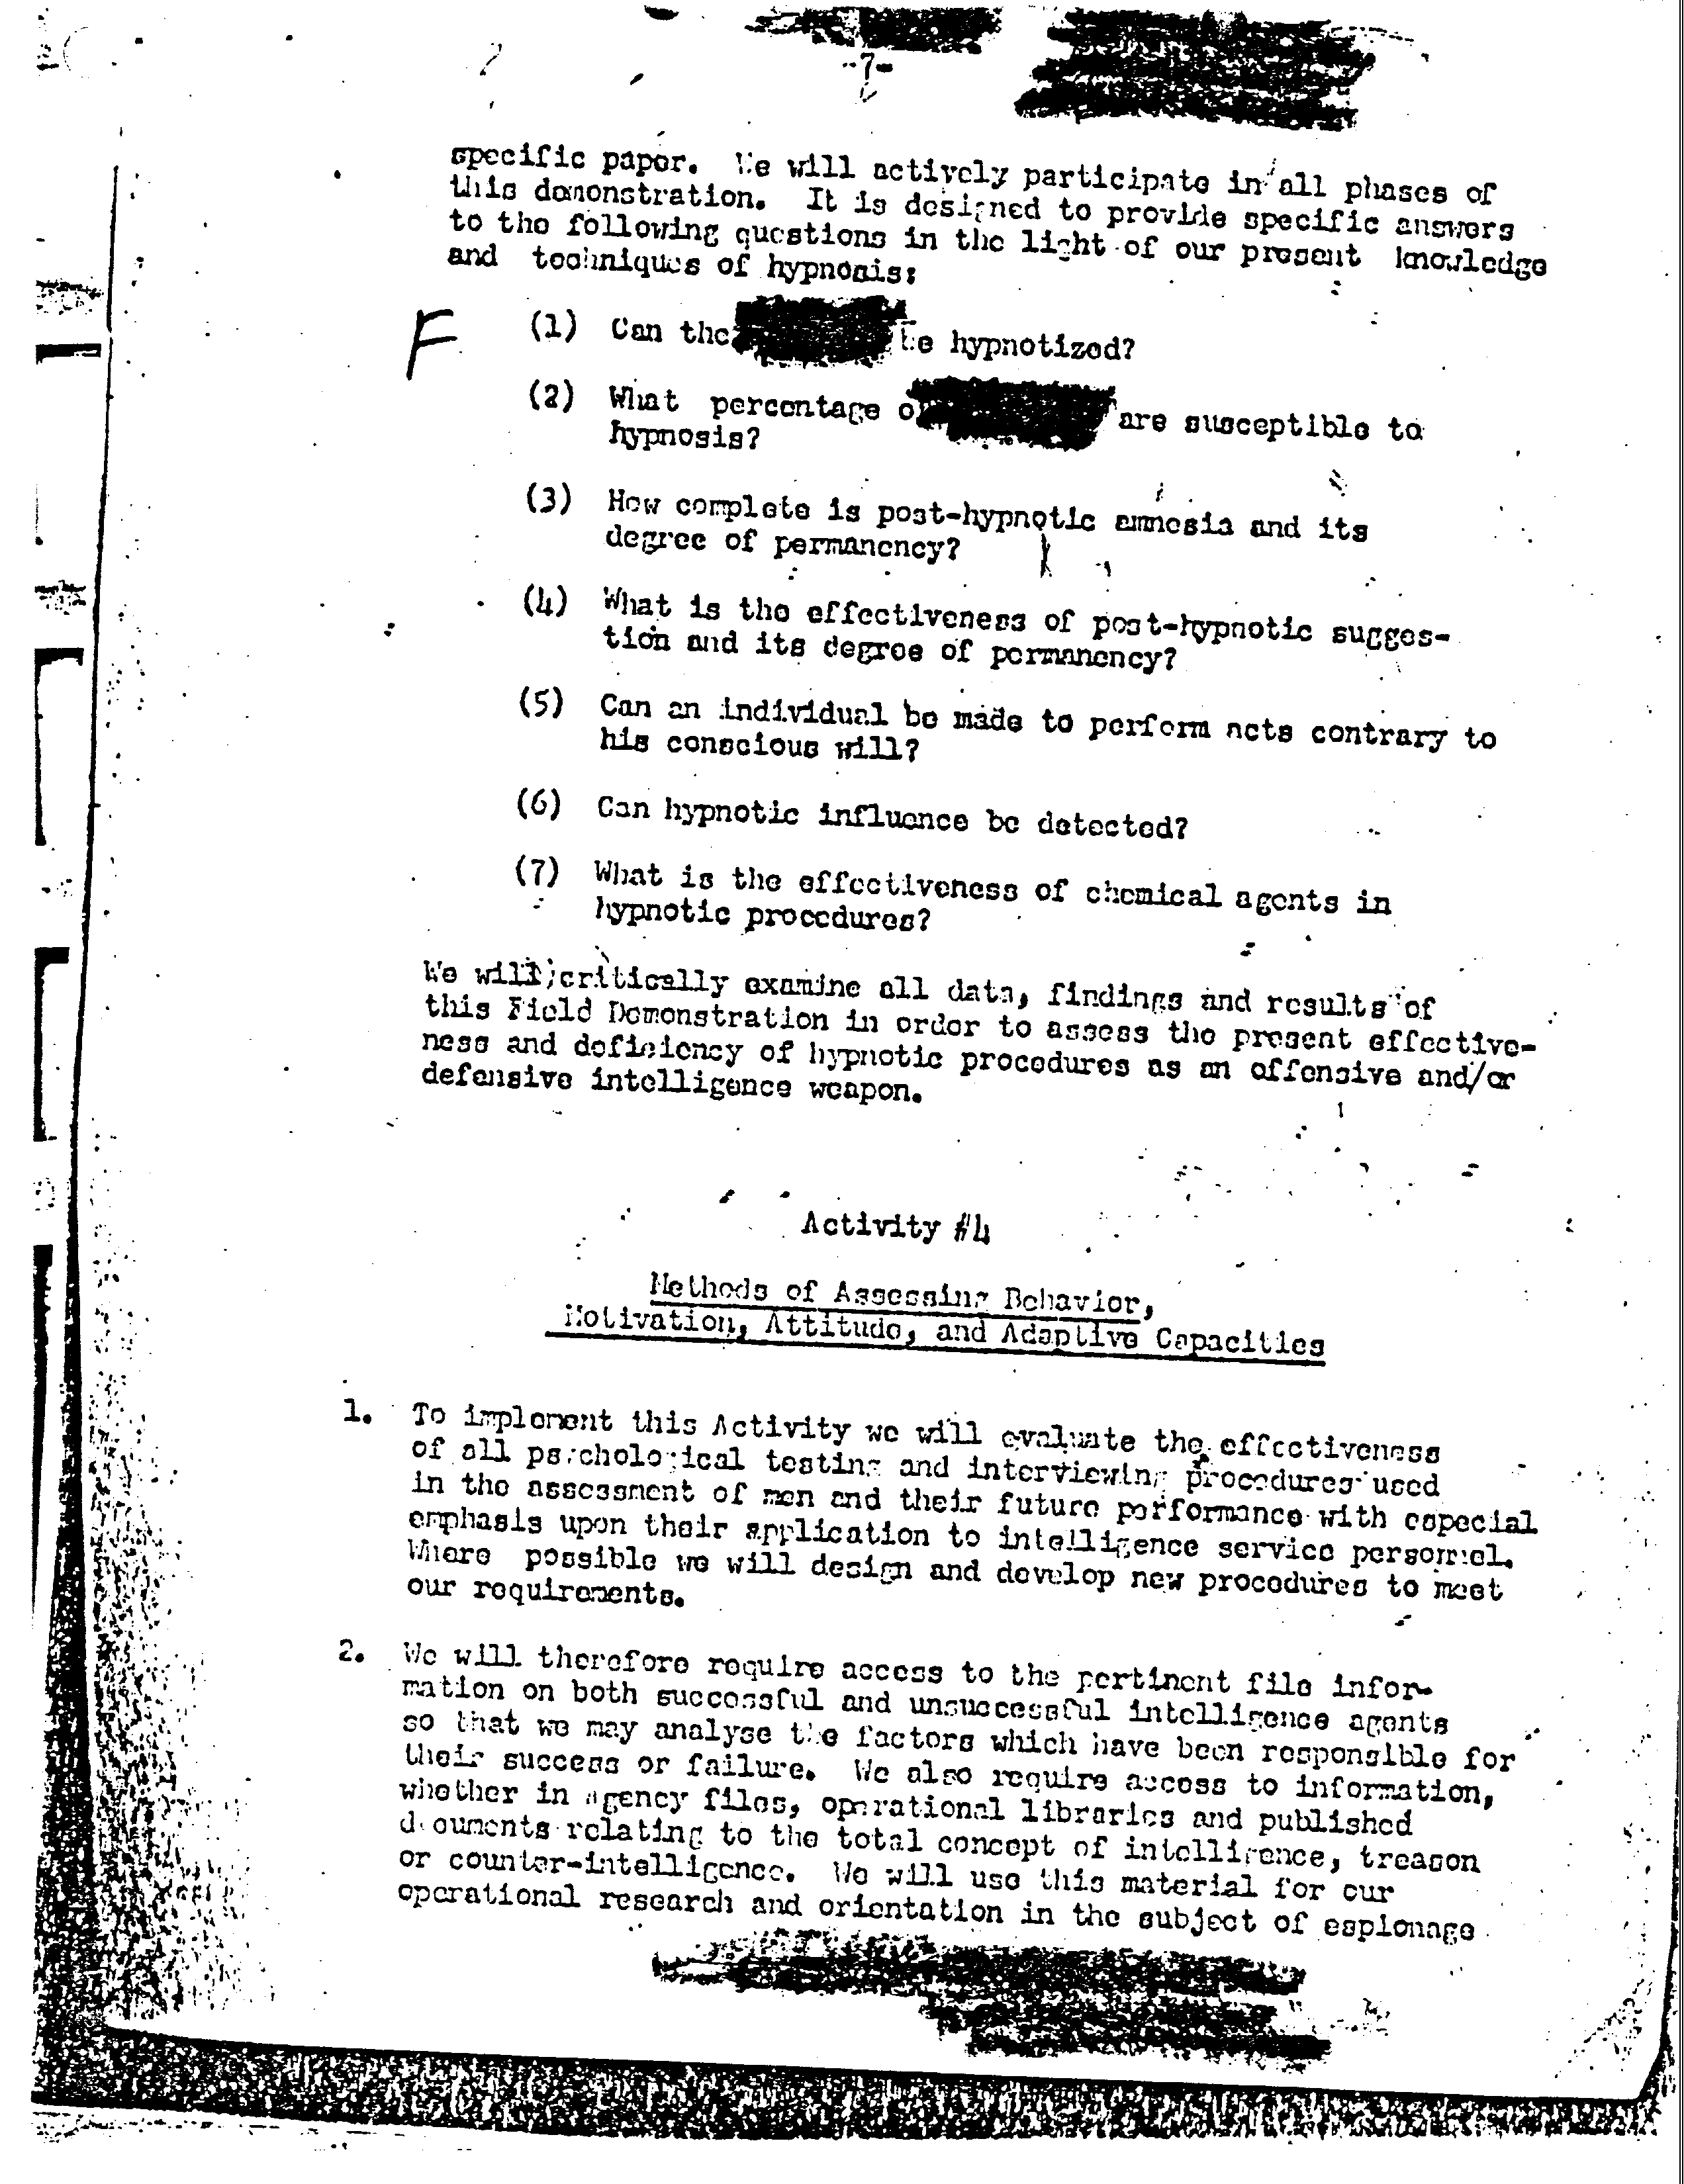 -7-
specific paper. We will actively participate in all phases of
this demonstration. It is designed to provide specific answers
to the following questions in the light of our present knowledge
and techniques of hypnosis:
F
(1) Can the be hypnotized?
(2) What percentage of are susceptible to
hypnosis?
(3) How complete is post-hypnotic amnesia and its
degree of permanency?
(4) What is the effectiveness of post-hypnotic sugges-
tion and its degree of permanency?
(5) Can an individual be made to perform acts contrary to
his conscious will?
(6) Can hypnotic influence be detected?
(7) What is the effectiveness of chemical agents in
hypnotic procedures?
We will critically examine all data, findings and results of
this Field Demonstration in order to assess the present effective-
ness and deficiency of hypnotic procedures as an offensive and/or
defensive intelligence weapon.
Activity #4
Methods of Assessing Behavior,
Motivation, Attitude, and Adaptive Capacities
1. To implement this Activity we will evaluate the effectiveness
of all psychological testing and interviewing procedures used
in the assessment of men and their future performance with especial
emphasis upon their application to intelligence service personnel.
Where possible we will design and develop new procedures to meet
our requirements.
2. We will therefore require access to the pertinent file infor-
mation on both successful and unsuccessful intelligence agents
so that we may analyse the factors which have been responsible for
their success or failure. We also require access to information,
whether in agency files, operational libraries and published
documents relating to the total concept of intelligence, treason
or counter-intelligence. We will use this material for our
operational research and orientation in the subject of espionage